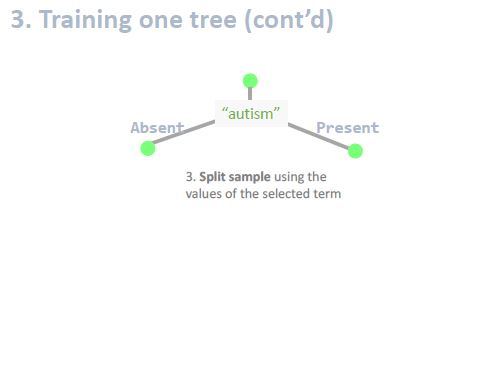 3. Training one tree (cont’d)
“autism”
Absent
Present
3. Split sample using the
values of the selected term